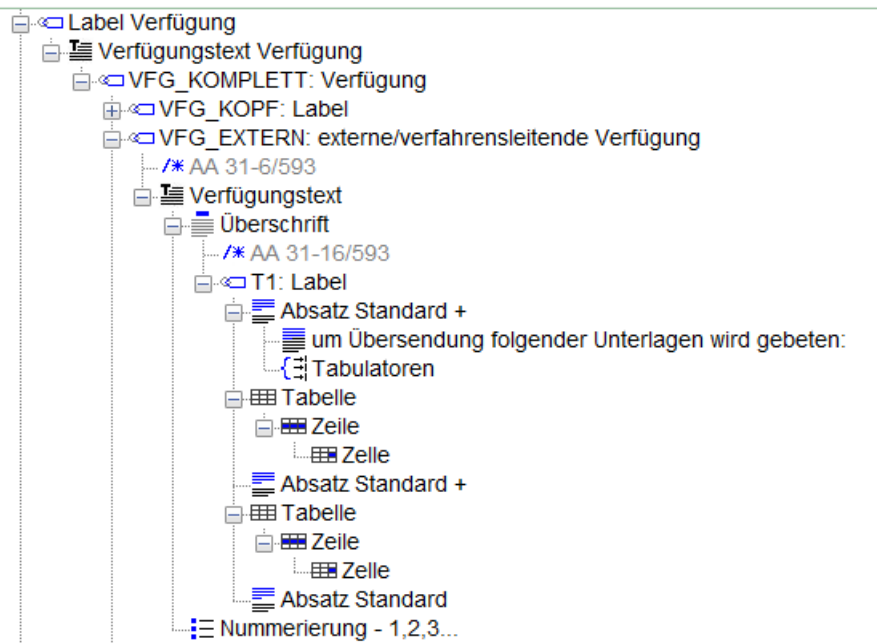 Label Verfügung
Verfügungstext Verfügung
VFG_KOMPLETT: Verfügung
VFG_KOPF: Label
VFG_EXTERN: externe/verfahrensleitende Verfügung
/* AA 31-6/593
Verfügungstext
Überschrift
/* AA 31-16/593
T1: Label
Absatz Standard +
um Übersendung folgender Unterlagen wird gebeten:
Tabulatoren
Tabelle
Zeile
Zelle
Absatz Standard +
Tabelle
Zeile
Zelle
Absatz Standard
Nummerierung - 1,2,3...